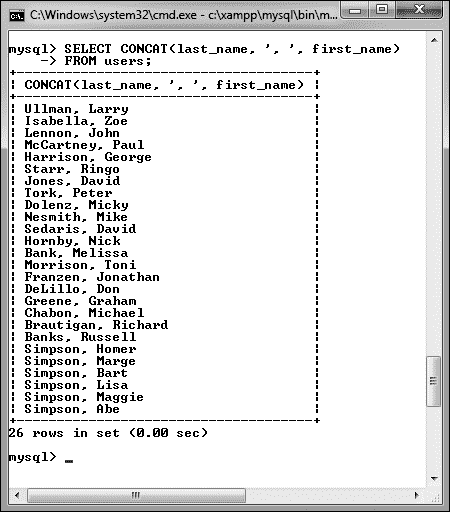 C:\Windows\system32\cmd.exe - c:\xampp\mysql\bin\m...
mysql> SELECT CONCAT(last_name, ', ', first_name)
    -> FROM users;
+-------------------------------------+
| CONCAT(last_name, ', ', first_name) |
+-------------------------------------+
| Ullman, Larry |
| Isabella, Zoe |
| Lennon, John |
| McCartney, Paul |
| Harrison, George |
| Starr, Ringo |
| Jones, David |
| Tork, Peter |
| Dolenz, Micky |
| Nesmith, Mike |
| Sedaris, David |
| Hornby, Nick |
| Bank, Melissa |
| Morrison, Toni |
| Franzen, Jonathan |
| DeLillo, Don |
| Greene, Graham |
| Chabon, Michael |
| Brautigan, Richard |
| Banks, Russell |
| Simpson, Homer |
| Simpson, Marge |
| Simpson, Bart |
| Simpson, Lisa |
| Simpson, Maggie |
| Simpson, Abe |
+-------------------------------------+
26 rows in set (0.00 sec)
mysql> _